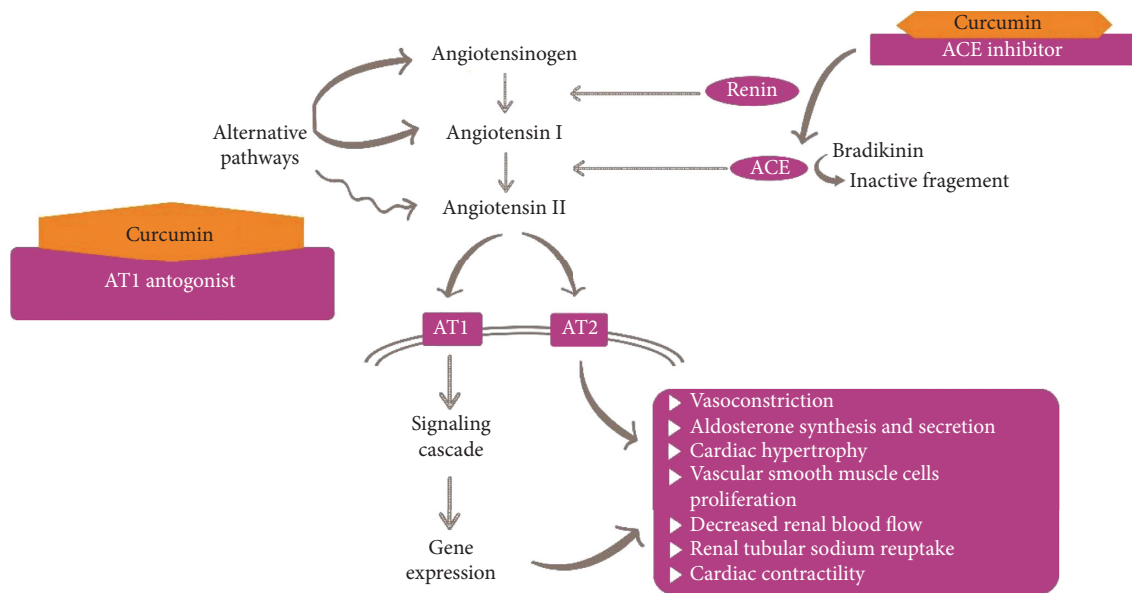 Curcumin
ACE inhibitor
Angiotensinogen
Renin
Alternative
pathways
Angiotensin I
Bradikinin
ACE
Inactive fragement
Angiotensin II
Curcumin
AT1 antogonist
AT1
AT2
Signaling
cascade
Gene
expression
Vasoconstriction
Aldosterone synthesis and secretion
Cardiac hypertrophy
Vascular smooth muscle cells
proliferation
Decreased renal blood flow
Renal tubular sodium reuptake
Cardiac contractility